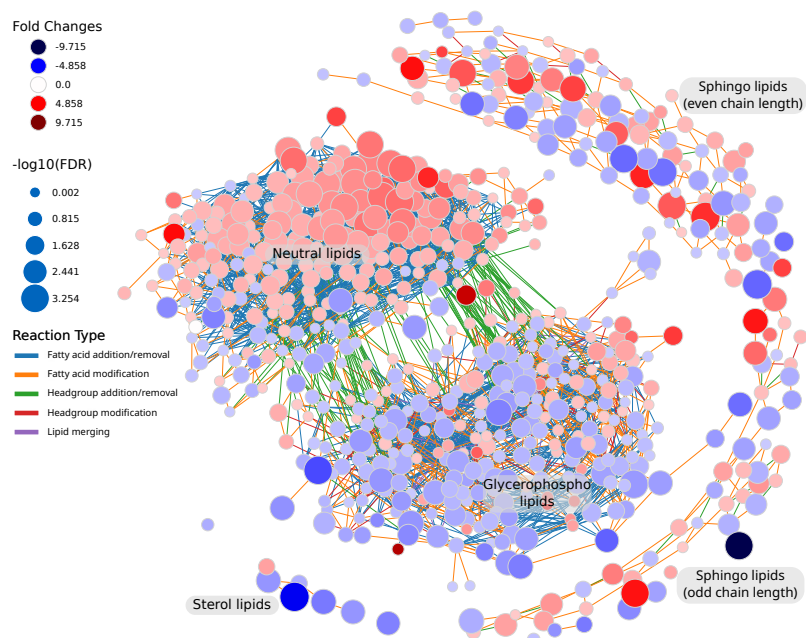 Fold Changes
-9.715
-4.858
0.0
4.858
9.715
-log10(FDR)
0.002
0.815
1.628
2.441
3.254
Reaction Type
Fatty acid addition/removal
Fatty acid modification
Headgroup addition/removal
Headgroup modification
Lipid merging
Sphingo lipids
(even chain length)
Neutral lipids
Glycerophospho
lipids
Sphingo lipids
(odd chain length)
Sterol lipids